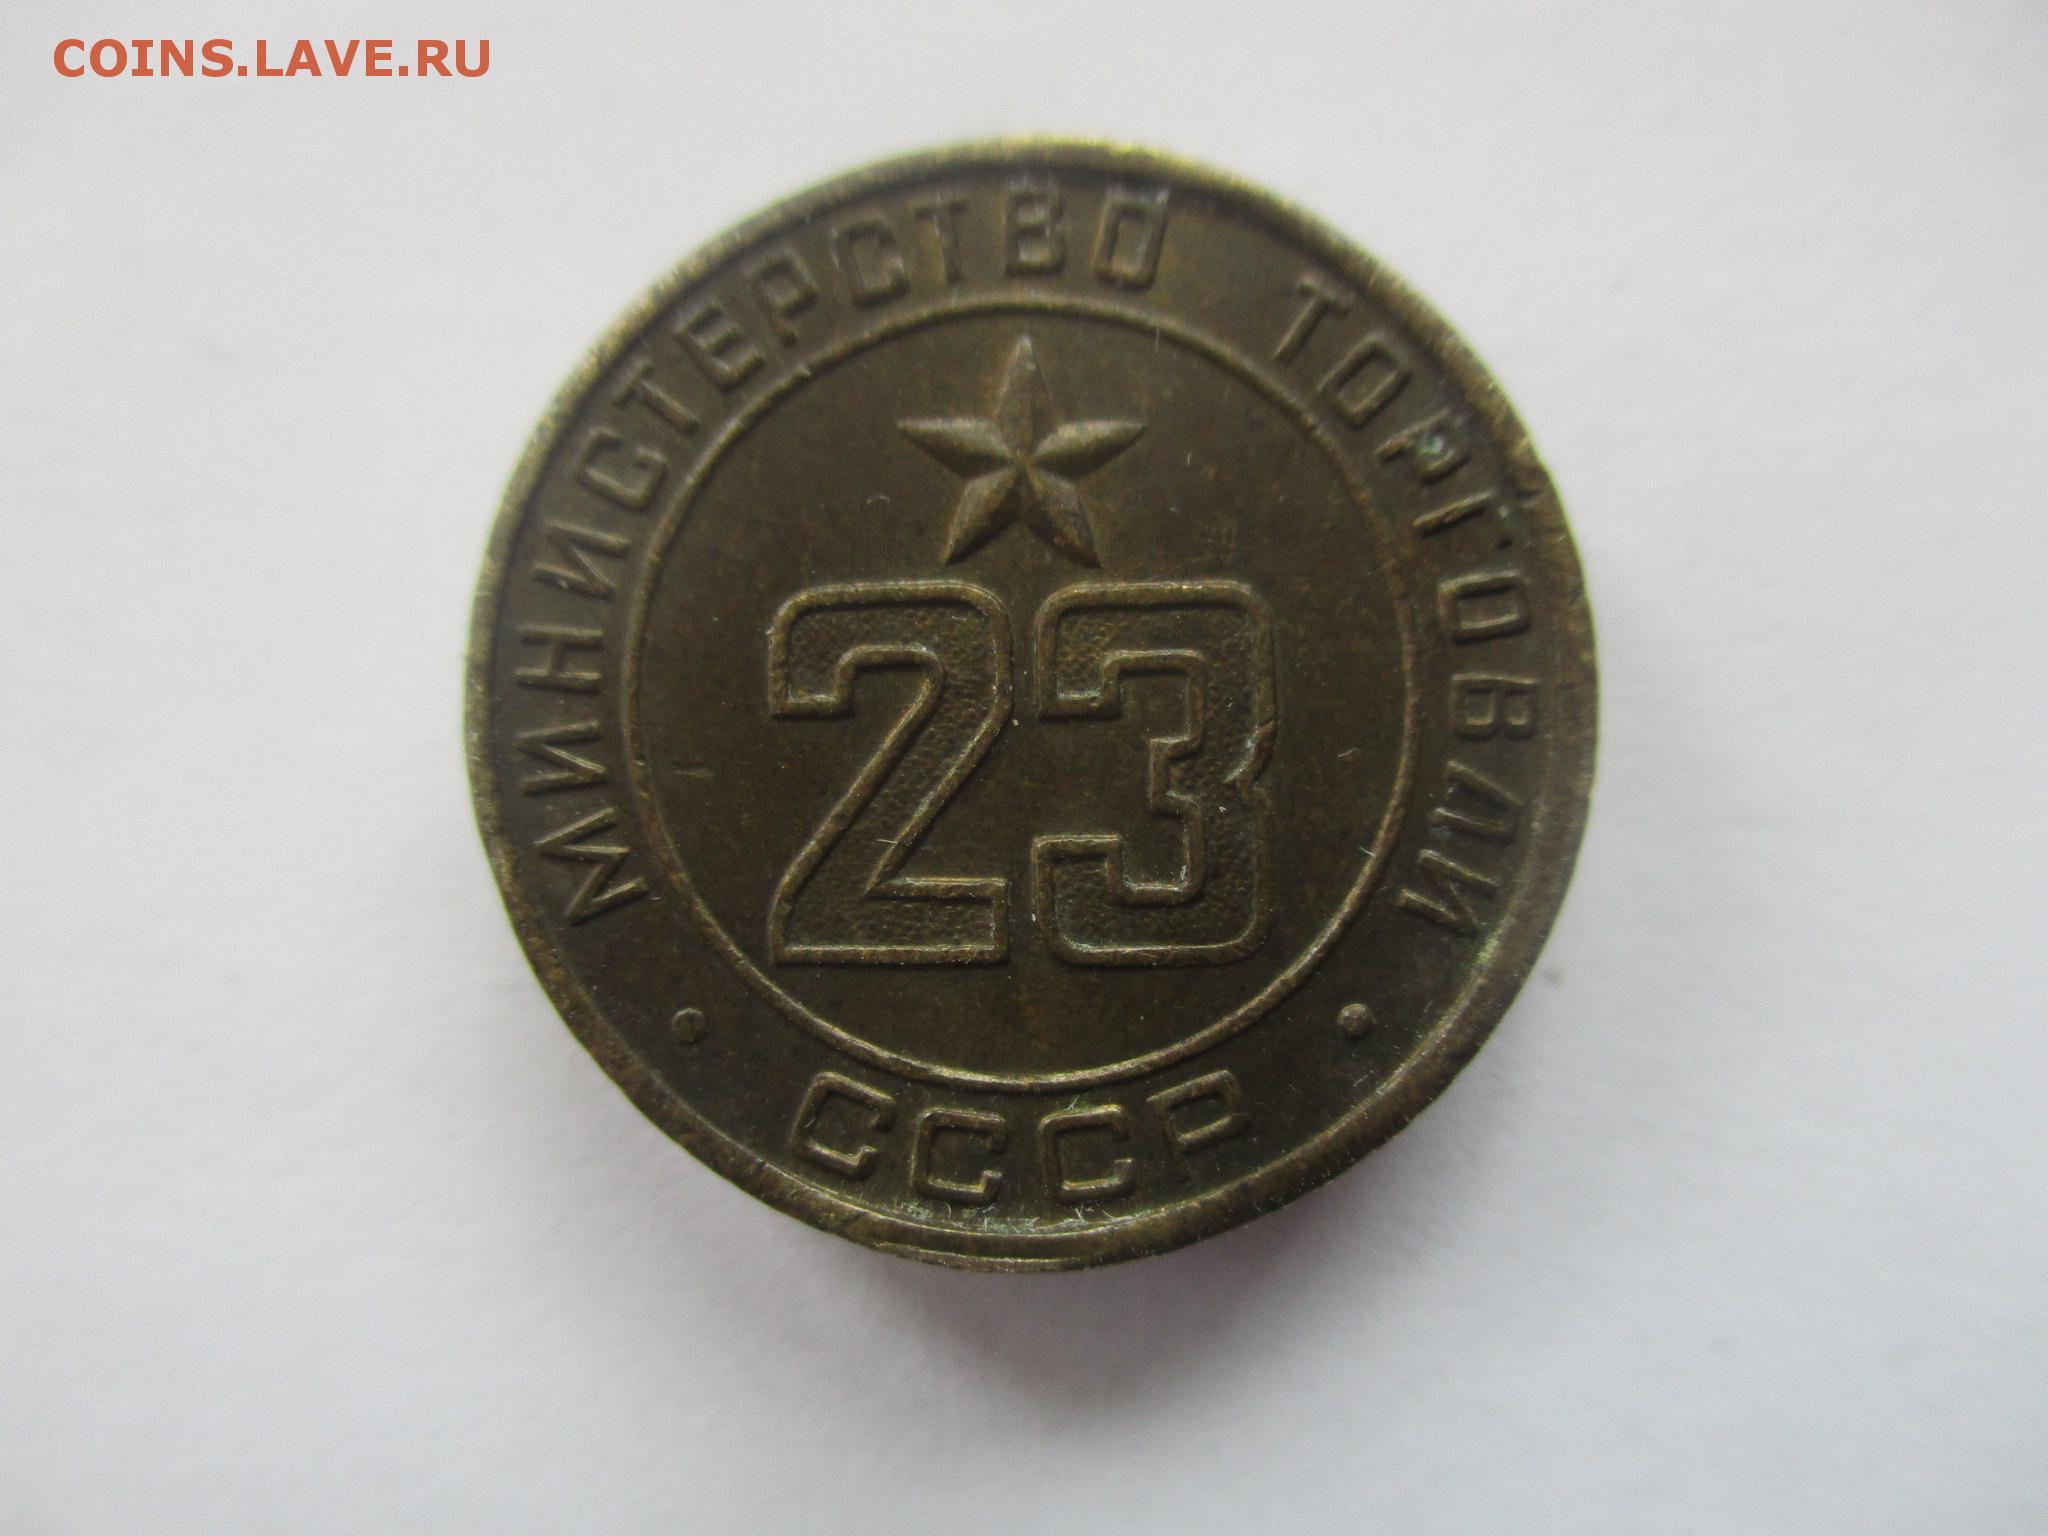 COINS.LAVE.RU
МИНИСТЕРСТВО ТОРГОВЛИ
23
• СССР •